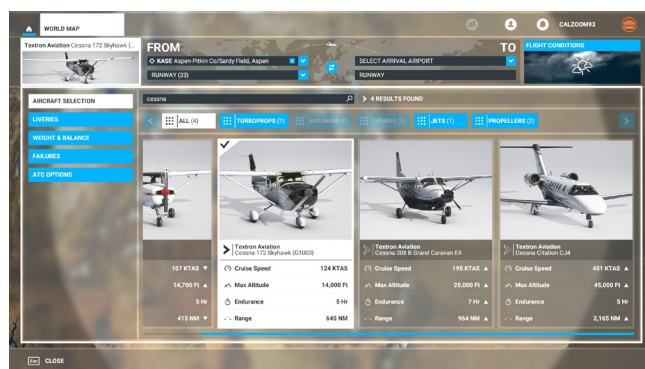 WORLD MAP
CALZOOM93
Textron Aviation Cessna 172 Skyhawk (...
FROM
KASE Aspen-Pitkin Co/Sardy Field, Aspen
RUNWAY (33)
TO
SELECT ARRIVAL AIRPORT
RUNWAY
FLIGHT CONDITIONS
AIRCRAFT SELECTION
LIVERIES
WEIGHT & BALANCE
FAILURES
ATC OPTIONS
cessna
4 RESULTS FOUND
ALL (4)
TURBOPROPS (1)
AIRLINERS (0)
OTHERS (0)
JETS (1)
PROPELLERS (2)
107 KTAS
14,700 Ft
5 Hr
415 NM
Textron Aviation
Cessna 172 Skyhawk (G1000)
Cruise Speed 124 KTAS
Max Altitude 14,000 Ft
Endurance 5 Hr
Range 640 NM
Textron Aviation
Cessna 208 B Grand Caravan EX
Cruise Speed 195 KTAS
Max Altitude 25,000 Ft
Endurance 7 Hr
Range 964 NM
Textron Aviation
Cessna Citation CJ4
Cruise Speed 451 KTAS
Max Altitude 45,000 Ft
Endurance 5 Hr
Range 2,165 NM
Esc CLOSE